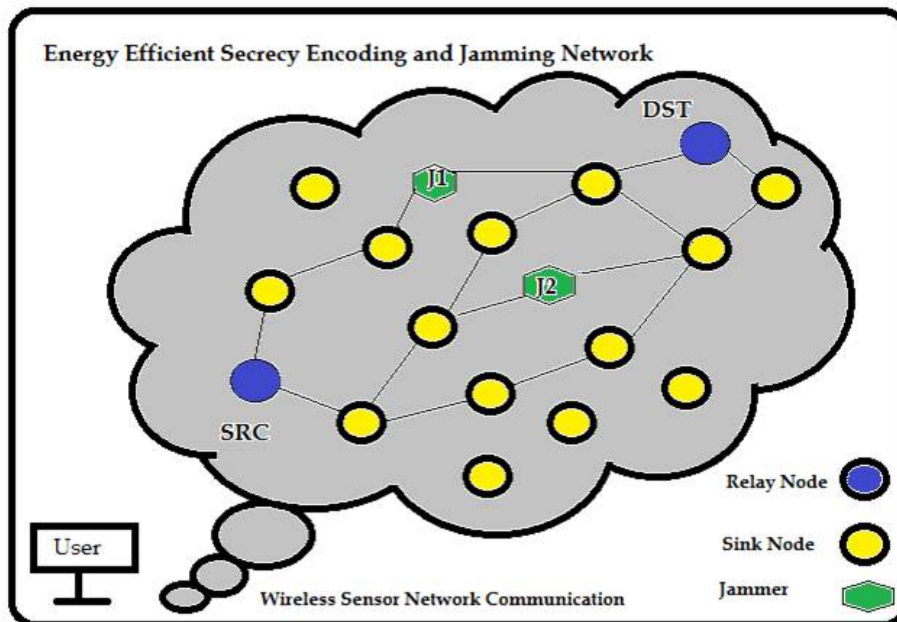 Energy Efficient Secrecy Encoding and Jamming Network
DST
J1
J2
SRC
Relay Node
User
Sink Node
Jammer
Wireless Sensor Network Communication